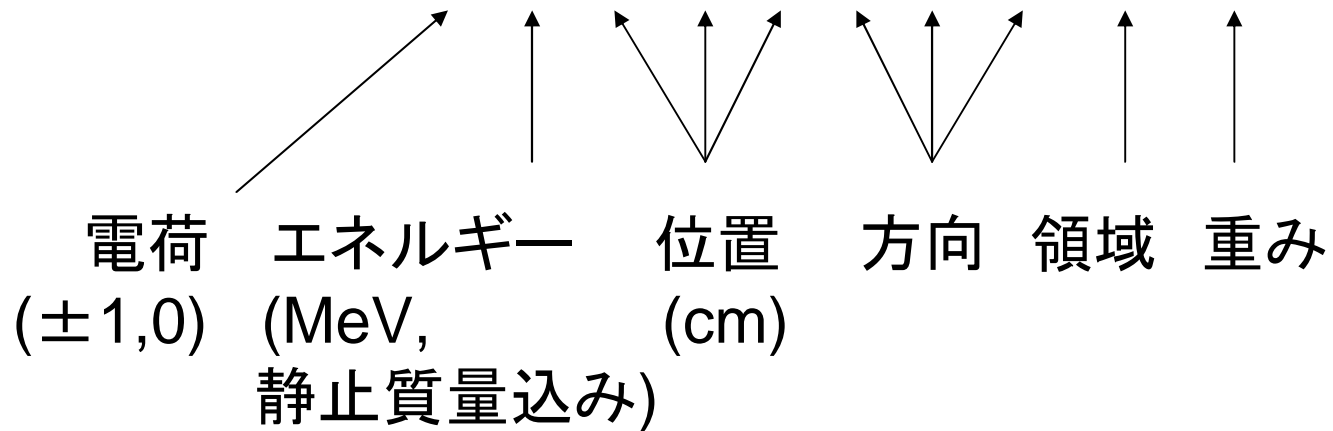 電荷 エネルギー 位置 方向 領域 重み
(±1,0) (MeV, (cm)
静止質量込み)